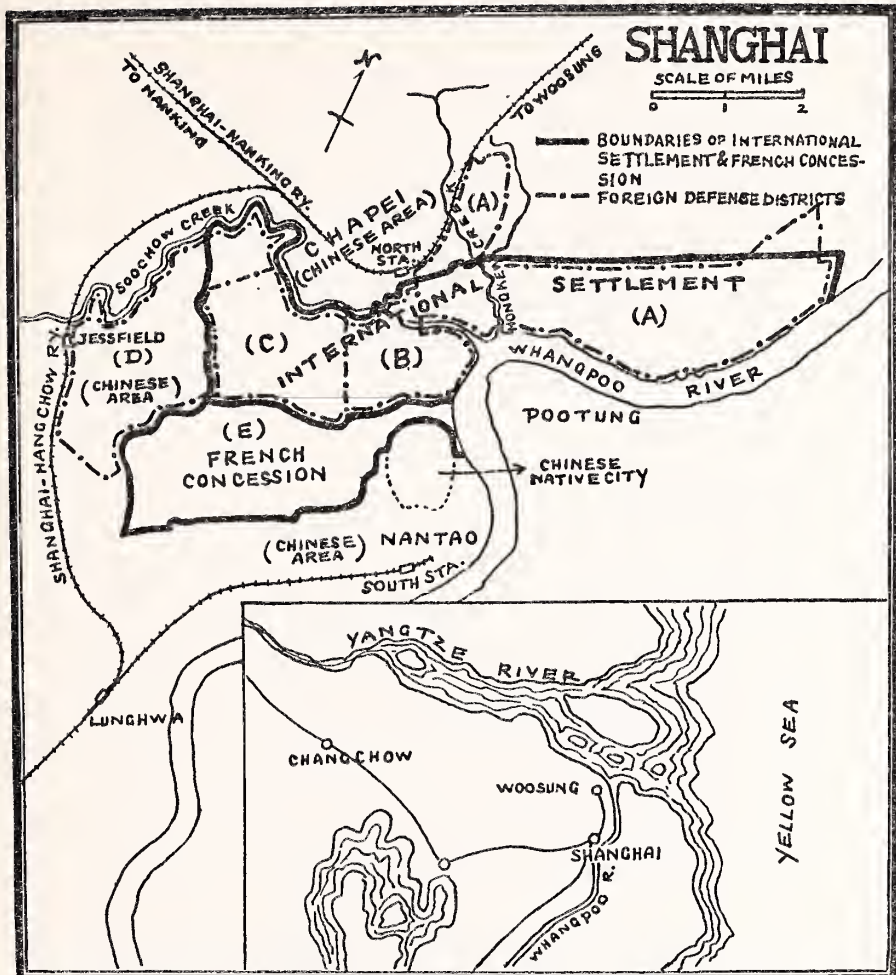 SHANGHAI
SCALE OF MILES
0 1 2
BOUNDARIES OF INTERNATIONAL
SETTLEMENT & FRENCH CONCES-
SION
FOREIGN DEFENSE DISTRICTS
N
SHANGHAI-NANKING RY.
TO NANKING
TO WOOSUNG
SOOCHOW CREEK
CHAPEI
(CHINESE AREA)
NORTH
STA.
(A)
CREEK
HONGKEW
INTERNATIONAL
SETTLEMENT
(A)
JESSFIELD
(D)
(CHINESE
AREA)
(C)
(B)
WHANGPOO
RIVER
POOTUNG
(E)
FRENCH
CONCESSION
CHINESE
NATIVE CITY
SHANGHAI-HANGCHOW RY.
(CHINESE
AREA)
NANTAO
SOUTH STA.
LUNGHWA
YANGTZE
RIVER
CHANGCHOW
WOOSUNG
SHANGHAI
WHANGPOO R.
YELLOW SEA